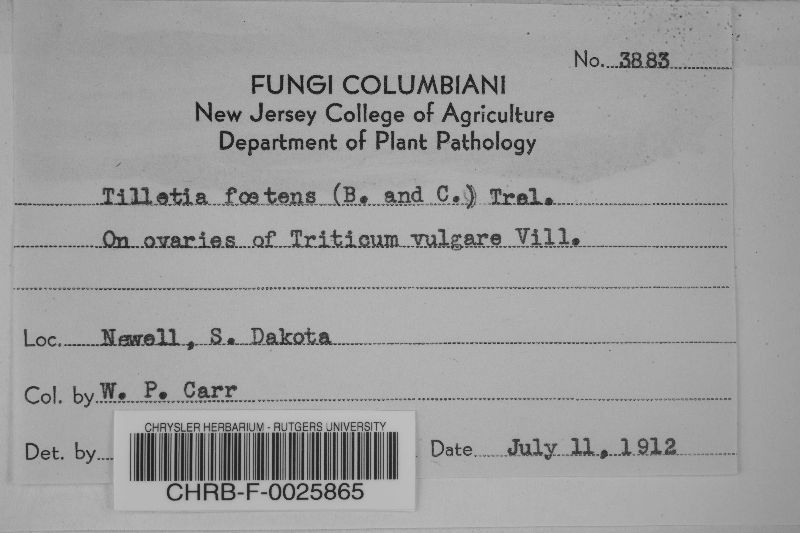 No. 3883
FUNGI COLUMBIANI
New Jersey College of Agriculture
Department of Plant Pathology
Tilletia fœtens (B. and C.) Trel.
On ovaries of Triticum vulgare Vill.
Loc. Newell, S. Dakota
Col. by W. P. Carr
Det. by
Date July 11, 1912
CHRYSLER HERBARIUM - RUTGERS UNIVERSITY
CHRB-F-0025865